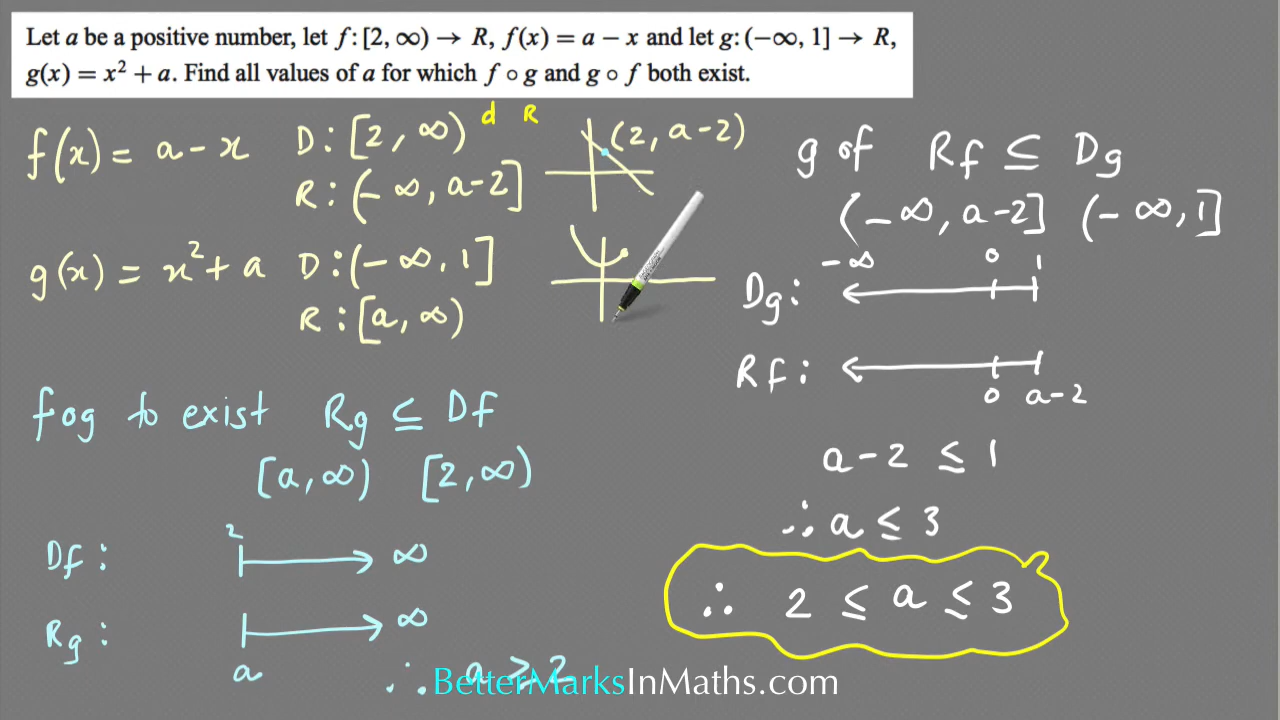 Let a be a positive number, let f: [2, ∞) → R, f(x) = a − x and let g: (−∞, 1] → R,
g(x) = x² + a. Find all values of a for which f ∘ g and g ∘ f both exist.
d R
f(x) = a - x D: [2, ∞)
R: (-∞, a-2]
(2, a-2)
g(x) = x² + a D: (-∞, 1]
R: [a, ∞)
fog to exist Rg ⊆ Df
[a, ∞) [2, ∞)
2
Df: ∞
Rg: ∞
a
∴ a ≥ 2
g of Rf ⊆ Dg
(-∞, a-2] (-∞, 1]
-∞ 0 1
Dg:
Rf:
0 a-2
a-2 ≤ 1
∴ a ≤ 3
∴ 2 ≤ a ≤ 3
BetterMarksInMaths.com